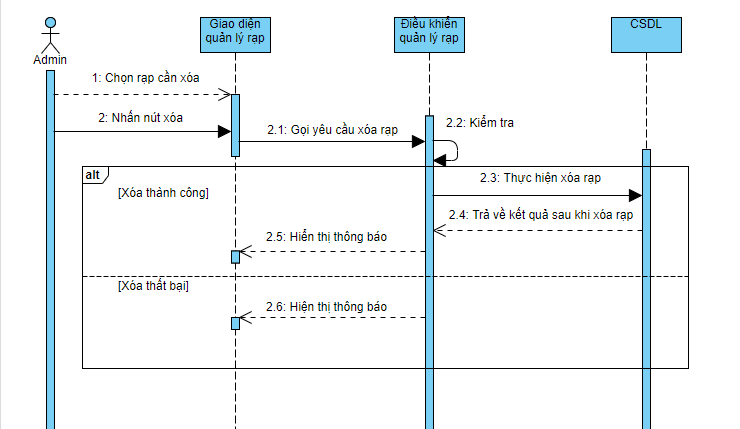 Giao diện
quản lý rạp
Điều khiển
quản lý rạp
CSDL
Admin
1: Chọn rạp cần xóa
2: Nhấn nút xóa
2.1: Gọi yêu cầu xóa rạp
2.2: Kiểm tra
alt
[Xóa thành công]
2.3: Thực hiện xóa rạp
2.4: Trả về kết quả sau khi xóa rạp
2.5: Hiển thị thông báo
[Xóa thất bại]
2.6: Hiện thị thông báo